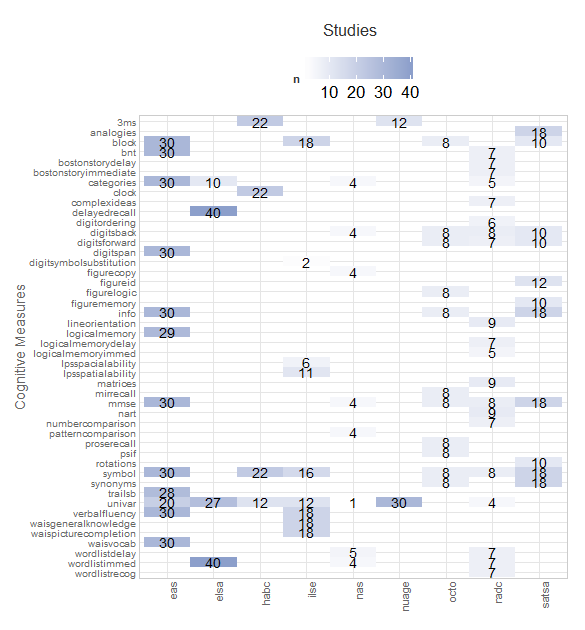 Studies
n
10 20 30 40
Cognitive Measures
3ms 22 12
analogies 18
block 30 18 8 10
bnt 30 7
bostonstorydelay 7
bostonstoryimmediate 7
categories 30 10 4 5
clock 22
complexideas 7
delayedrecall 40
digitordering 6
digitsback 4 8 8 10
digitsforward 8 7 10
digitspan 30
digitsymbolsubstitution 2
figurecopy 4
figureid 12
figurelogic 8
figurememory 10
info 30 8 18
lineorientation 9
logicalmemory 29
logicalmemorydelay 7
logicalmemoryimmed 5
lpsspacialability 6
lpsspatialability 11
matrices 9
mirrecall 8
mmse 30 4 8 8 18
nart 9
numbercomparison 7
patterncomparison 4
proserecall 8
psif 8
rotations 10
symbol 30 22 16 8 8 18
synonyms 8 18
trailsb 28
univar 20 27 12 12 1 30 4
verbalfluency 30 18
waisgeneralknowledge 18
waispicturecompletion 18
waisvocab 30
wordlistdelay 5 7
wordlistimmed 40 4 7
wordlistrecog 7
eas elsa habc ilse nas nuage octo radc satsa